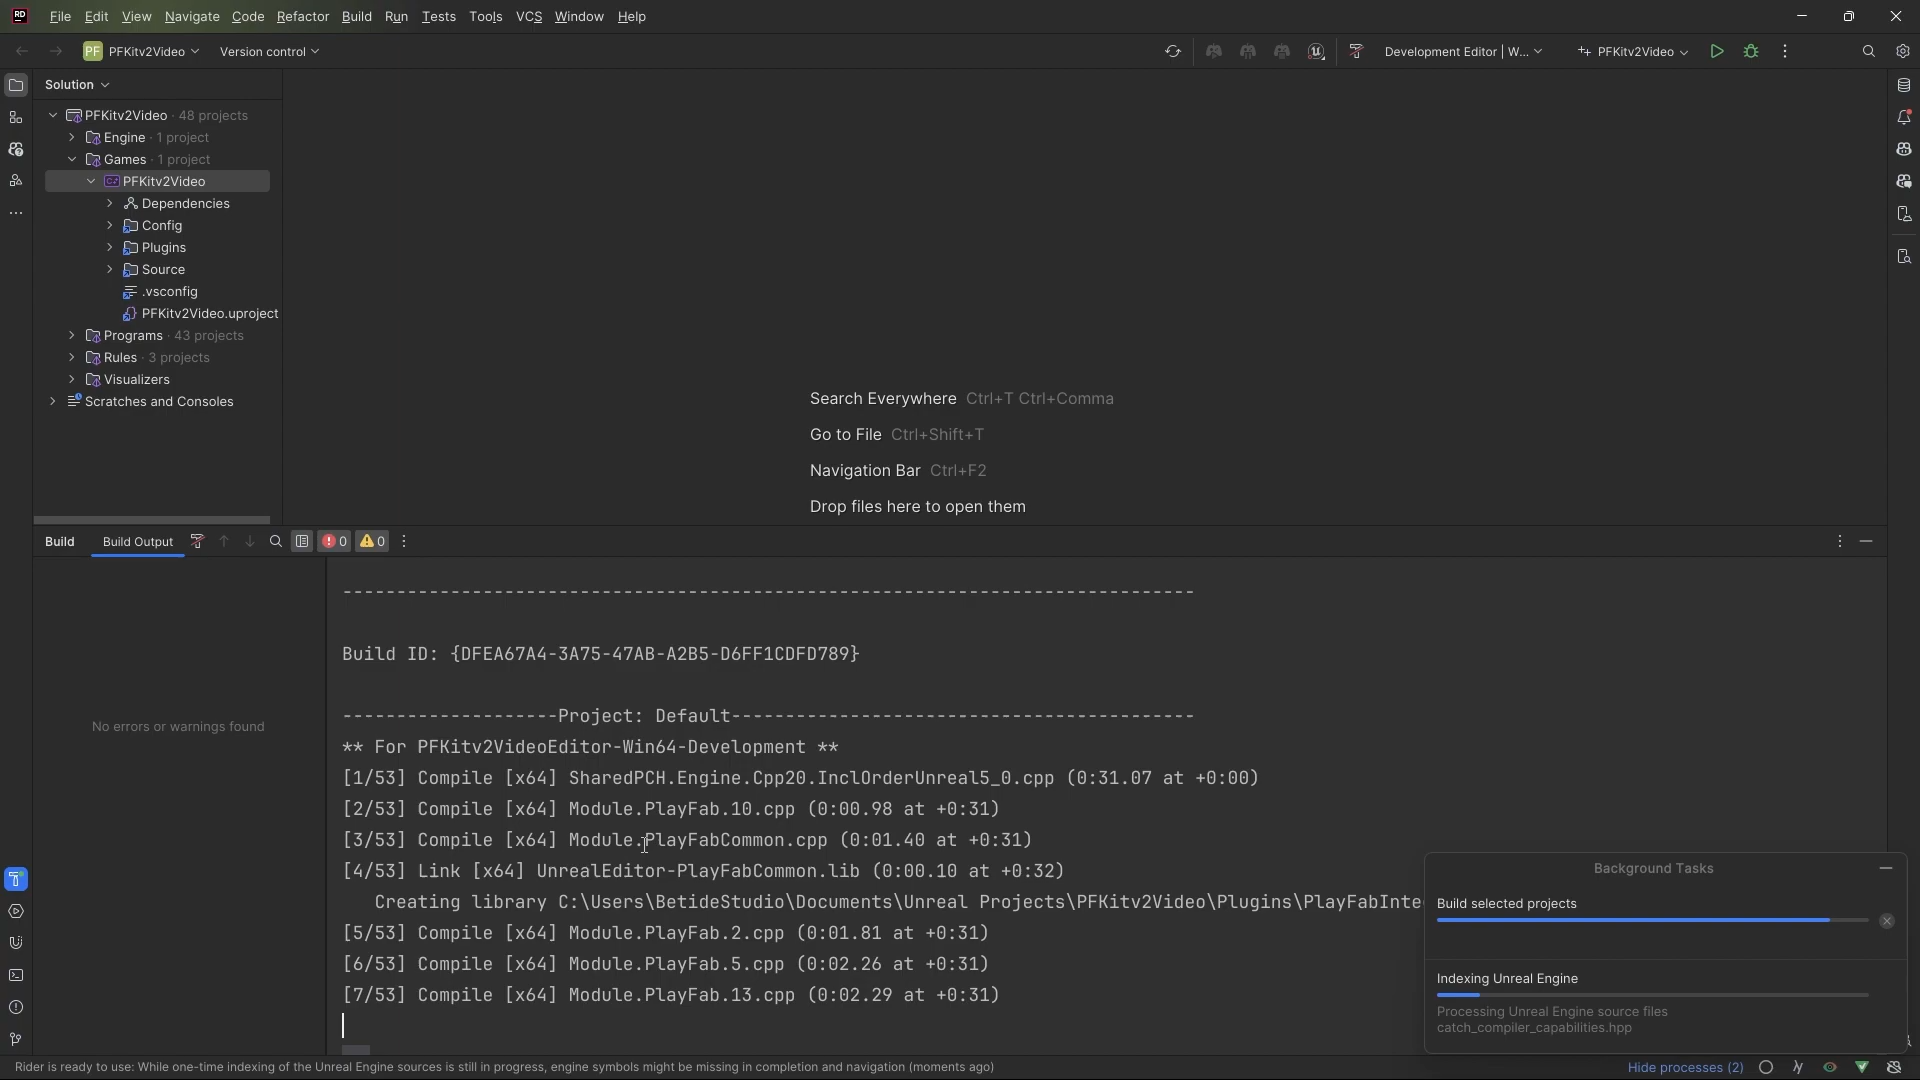 RD File Edit View Navigate Code Refactor Build Run Tests Tools VCS Window Help
PF PFKitv2Video Version control Development Editor | W... PFKitv2Video
Solution
PFKitv2Video · 48 projects
Engine · 1 project
Games · 1 project
PFKitv2Video
Dependencies
Config
Plugins
Source
.vsconfig
PFKitv2Video.uproject
Programs · 43 projects
Rules · 3 projects
Visualizers
Scratches and Consoles
Search Everywhere Ctrl+T Ctrl+Comma
Go to File Ctrl+Shift+T
Navigation Bar Ctrl+F2
Drop files here to open them
Build Build Output 0 0
No errors or warnings found
-------------------------------------------------------------------------------
Build ID: {DFEA67A4-3A75-47AB-A2B5-D6FF1CDFD789}
--------------------Project: Default-------------------------------------------
** For PFKitv2VideoEditor-Win64-Development **
[1/53] Compile [x64] SharedPCH.Engine.Cpp20.InclOrderUnreal5_0.cpp (0:31.07 at +0:00)
[2/53] Compile [x64] Module.PlayFab.10.cpp (0:00.98 at +0:31)
[3/53] Compile [x64] Module.PlayFabCommon.cpp (0:01.40 at +0:31)
[4/53] Link [x64] UnrealEditor-PlayFabCommon.lib (0:00.10 at +0:32)
Creating library C:\Users\BetideStudio\Documents\Unreal Projects\PFKitv2Video\Plugins\PlayFabInte
[5/53] Compile [x64] Module.PlayFab.2.cpp (0:01.81 at +0:31)
[6/53] Compile [x64] Module.PlayFab.5.cpp (0:02.26 at +0:31)
[7/53] Compile [x64] Module.PlayFab.13.cpp (0:02.29 at +0:31)
Background Tasks
Build selected projects
Indexing Unreal Engine
Processing Unreal Engine source files
catch_compiler_capabilities.hpp
Rider is ready to use: While one-time indexing of the Unreal Engine sources is still in progress, engine symbols might be missing in completion and navigation (moments ago) Hide processes (2)